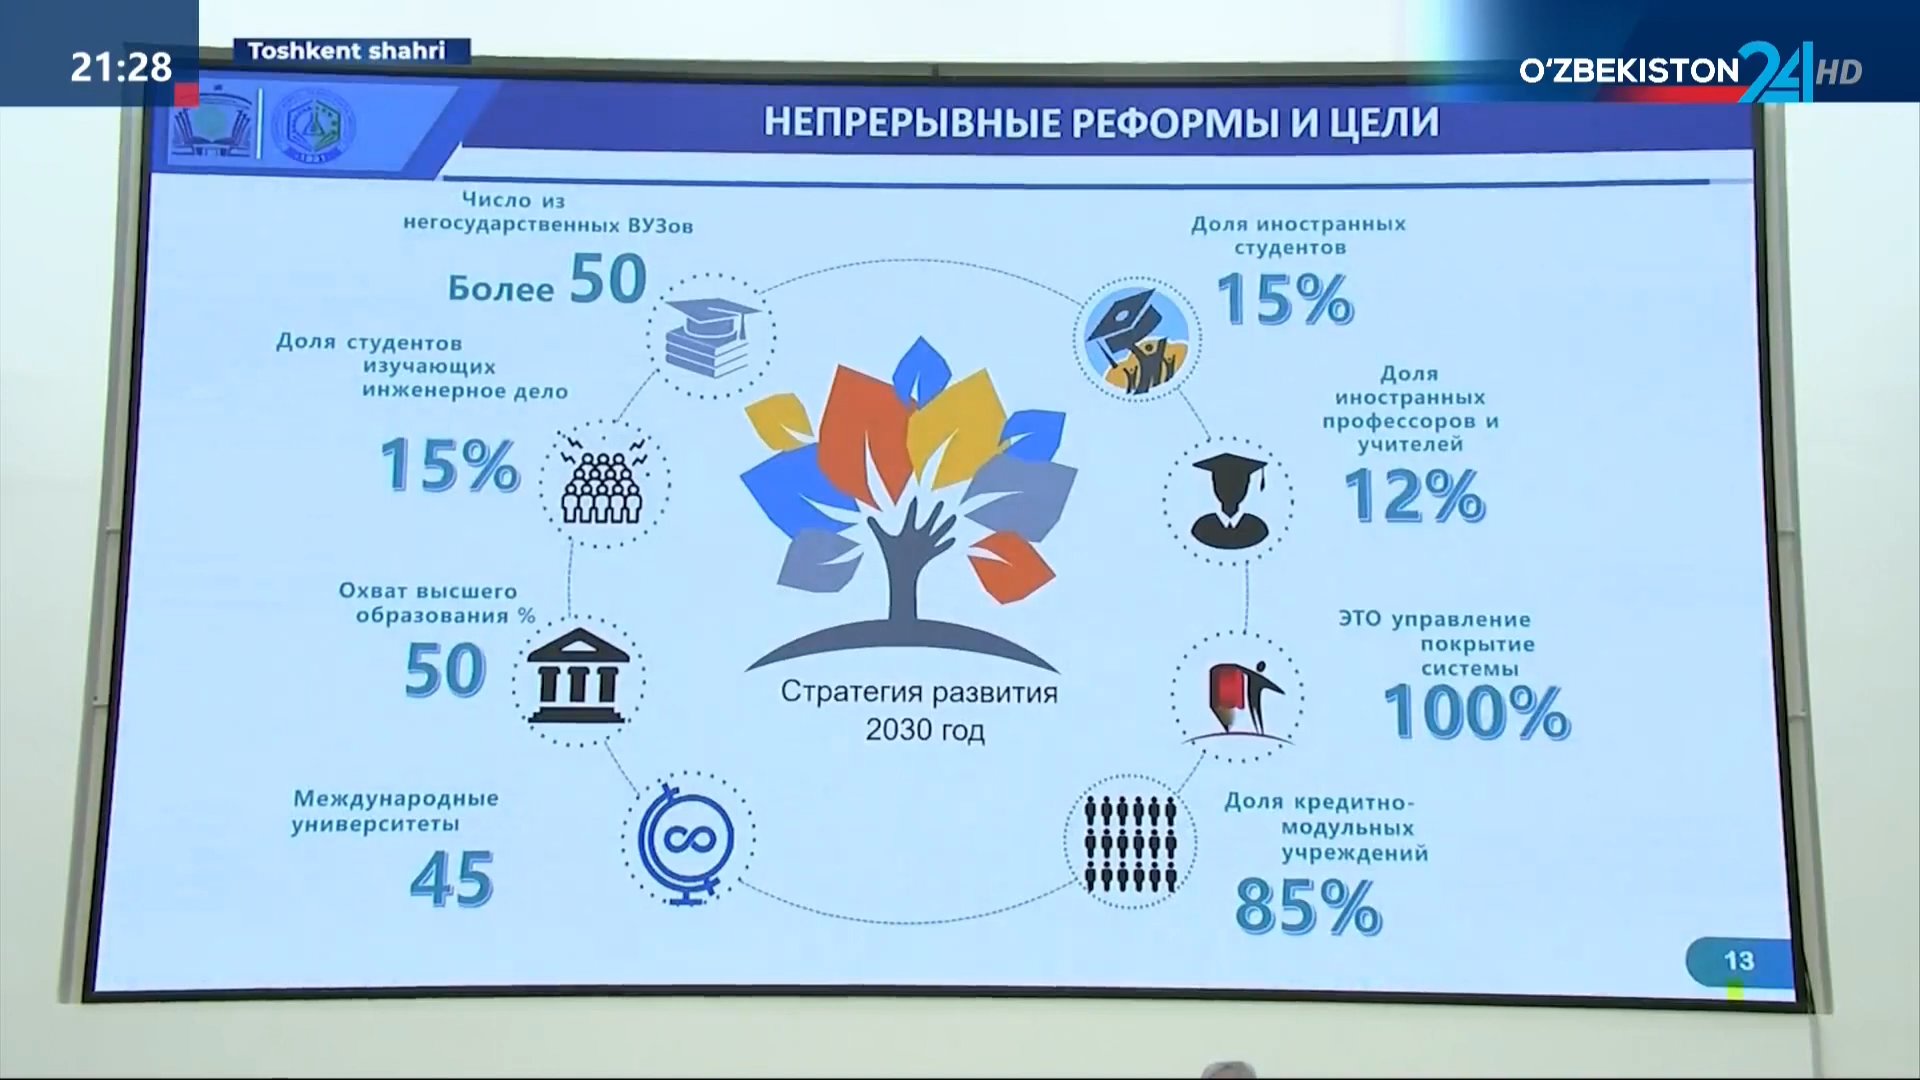 21:28
Toshkent shahri
O‘ZBEKISTON 24 HD
НЕПРЕРЫВНЫЕ РЕФОРМЫ И ЦЕЛИ
1991
Число из
негосударственных ВУЗов
Более 50
Доля студентов
изучающих
инженерное дело
15%
Охват высшего
образования %
50
Международные
университеты
45
Стратегия развития
2030 год
Доля иностранных
студентов
15%
Доля
иностранных
профессоров и
учителей
12%
ЭТО управление
покрытие
системы
100%
Доля кредитно-
модульных
учреждений
85%
13